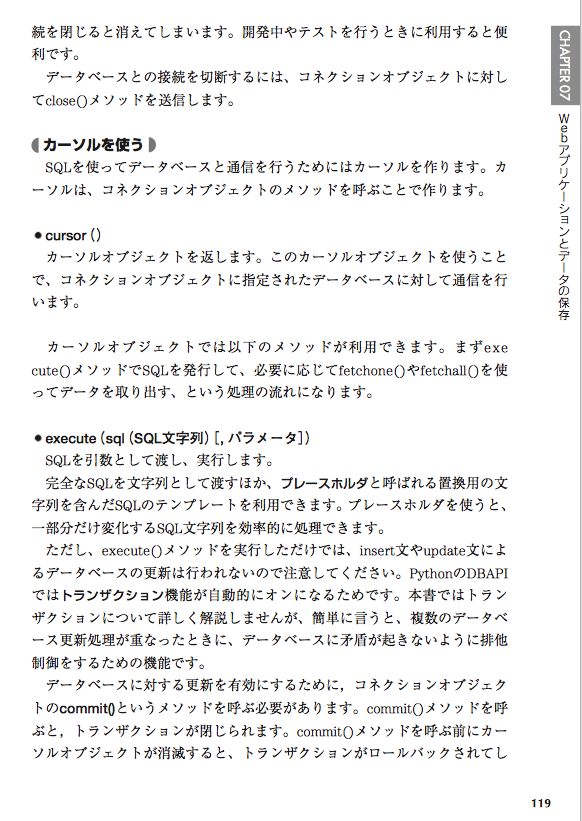 続を閉じると消えてしまいます。開発中やテストを行うときに利用すると便
利です。
　データベースとの接続を切断するには、コネクションオブジェクトに対し
てclose()メソッドを送信します。
カーソルを使う
　SQLを使ってデータベースと通信を行うためにはカーソルを作ります。カ
ーソルは、コネクションオブジェクトのメソッドを呼ぶことで作ります。
●cursor()
　カーソルオブジェクトを返します。このカーソルオブジェクトを使うこと
で、コネクションオブジェクトに指定されたデータベースに対して通信を行
います。
　カーソルオブジェクトでは以下のメソッドが利用できます。まずexe
cute()メソッドでSQLを発行して、必要に応じてfetchone()やfetchall()を使
ってデータを取り出す、という処理の流れになります。
●execute(sql(SQL文字列)[,パラメータ])
　SQLを引数として渡し、実行します。
　完全なSQLを文字列として渡すほか、プレースホルダと呼ばれる置換用の文
字列を含んだSQLのテンプレートを利用できます。プレースホルダを使うと、
一部分だけ変化するSQL文字列を効率的に処理できます。
　ただし、execute()メソッドを実行しただけでは、insert文やupdate文によ
るデータベースの更新は行われないので注意してください。PythonのDBAPI
ではトランザクション機能が自動的にオンになるためです。本書ではトラン
ザクションについて詳しく解説しませんが、簡単に言うと、複数のデータベ
ース更新処理が重なったときに、データベースに矛盾が起きないように排他
制御をするための機能です。
　データベースに対する更新を有効にするために，コネクションオブジェク
トのcommit()というメソッドを呼ぶ必要があります。commit()メソッドを呼
ぶと，トランザクションが閉じられます。commit()メソッドを呼ぶ前にカー
ソルオブジェクトが消滅すると、トランザクションがロールバックされてし
CHAPTER 07
Webアプリケーションとデータの保存
119